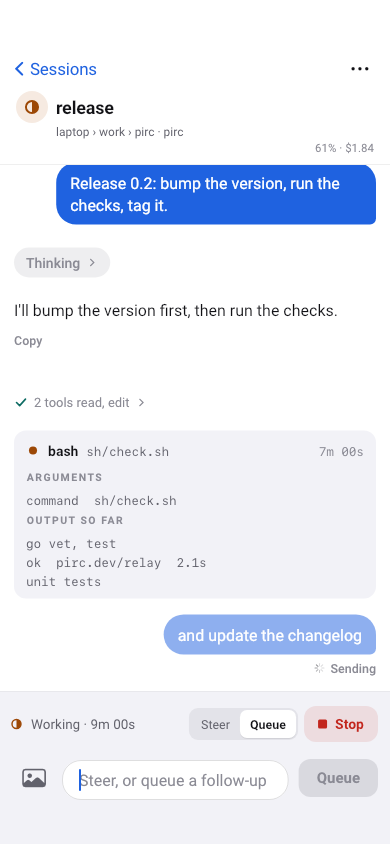 Sessions
release
laptop › work › pirc · pirc
61% · $1.84
Release 0.2: bump the version, run the
checks, tag it.
Thinking
I'll bump the version first, then run the checks.
Copy
2 tools read, edit
bash sh/check.sh 7m 00s
ARGUMENTS
command sh/check.sh
OUTPUT SO FAR
go vet, test
ok pirc.dev/relay 2.1s
unit tests
and update the changelog
Sending
Working · 9m 00s
Steer
Queue
Stop
Steer, or queue a follow-up
Queue